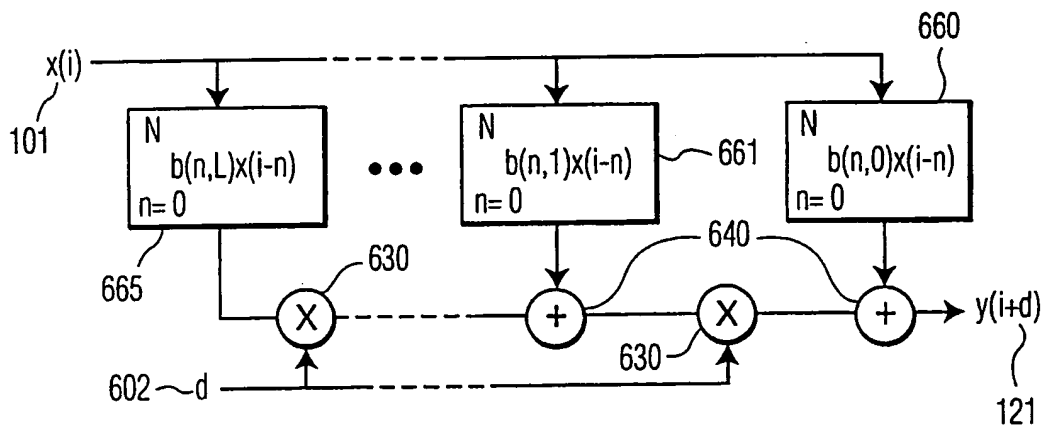 660
x(i)
101
N
b(n,L)x(i-n)
n= 0
N
b(n,1)x(i-n)
n= 0
661
N
b(n,0)x(i-n)
n= 0
665
630
640
X
+
X
+
y(i+d)
630
602
d
121